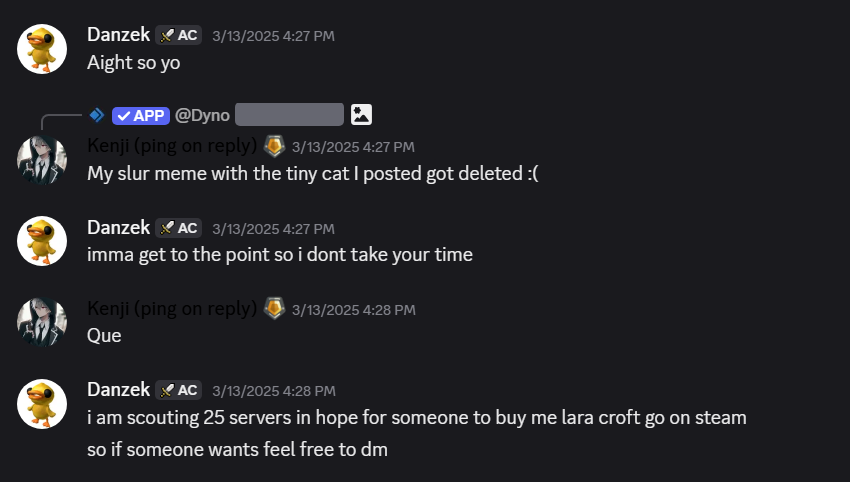 Danzek AC 3/13/2025 4:27 PM
Aight so yo
APP @Dyno
Kenji (ping on reply) 3/13/2025 4:27 PM
My slur meme with the tiny cat I posted got deleted :(
Danzek AC 3/13/2025 4:27 PM
imma get to the point so i dont take your time
Kenji (ping on reply) 3/13/2025 4:28 PM
Que
Danzek AC 3/13/2025 4:28 PM
i am scouting 25 servers in hope for someone to buy me lara croft go on steam
so if someone wants feel free to dm